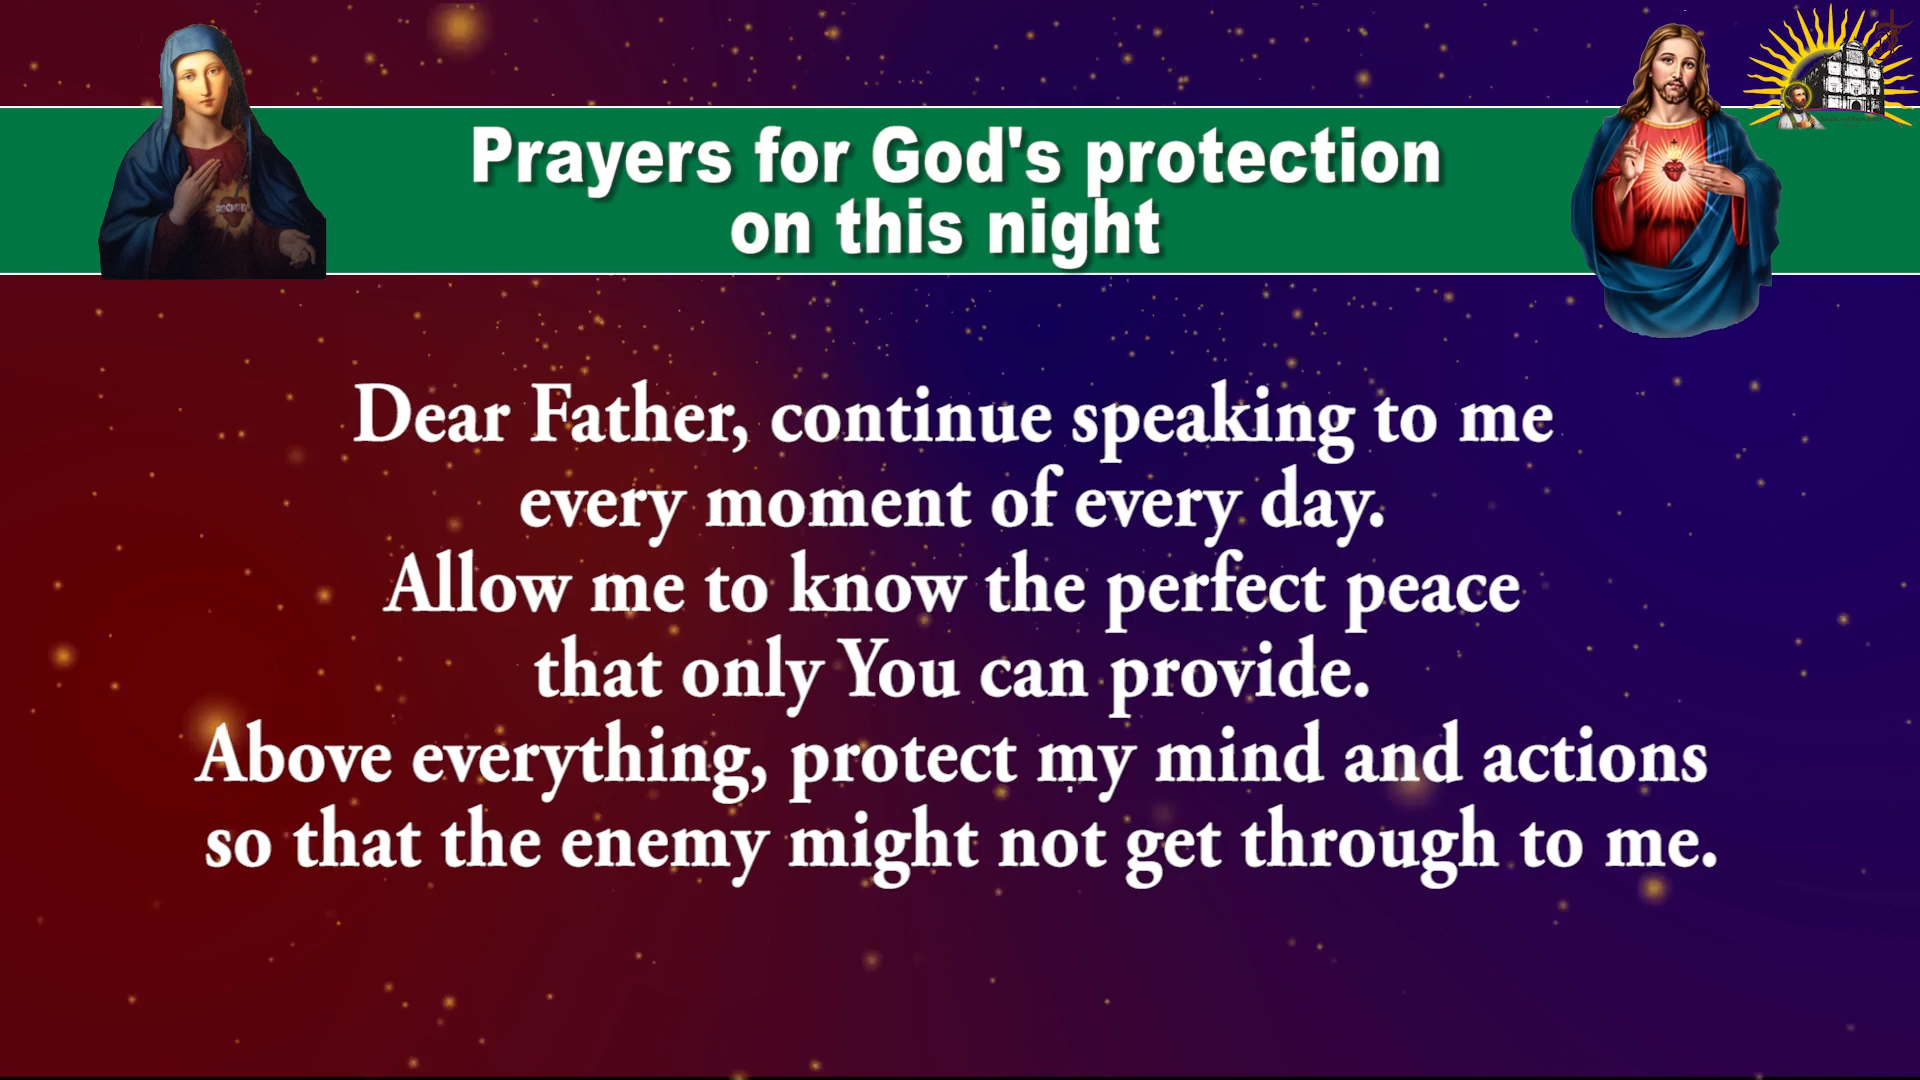 Prayers for God's protection
on this night
Dear Father, continue speaking to me
every moment of every day.
Allow me to know the perfect peace
that only You can provide.
Above everything, protect my mind and actions
so that the enemy might not get through to me.